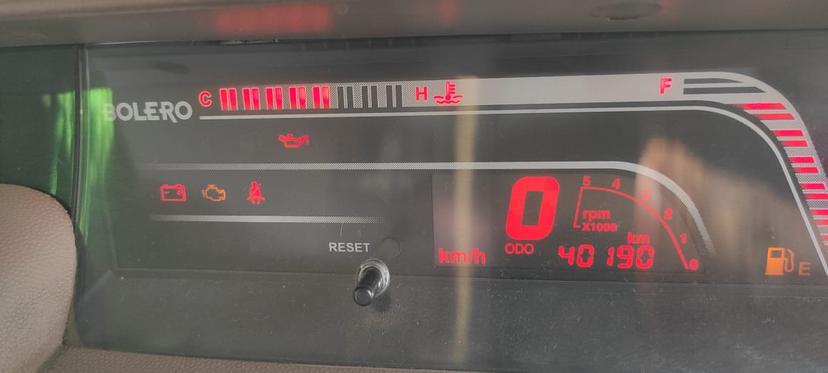 BOLERO
C H F
5 4 3 2 1 0
0
rpm
X1000
RESET
km/h
ODO
40190 km
E